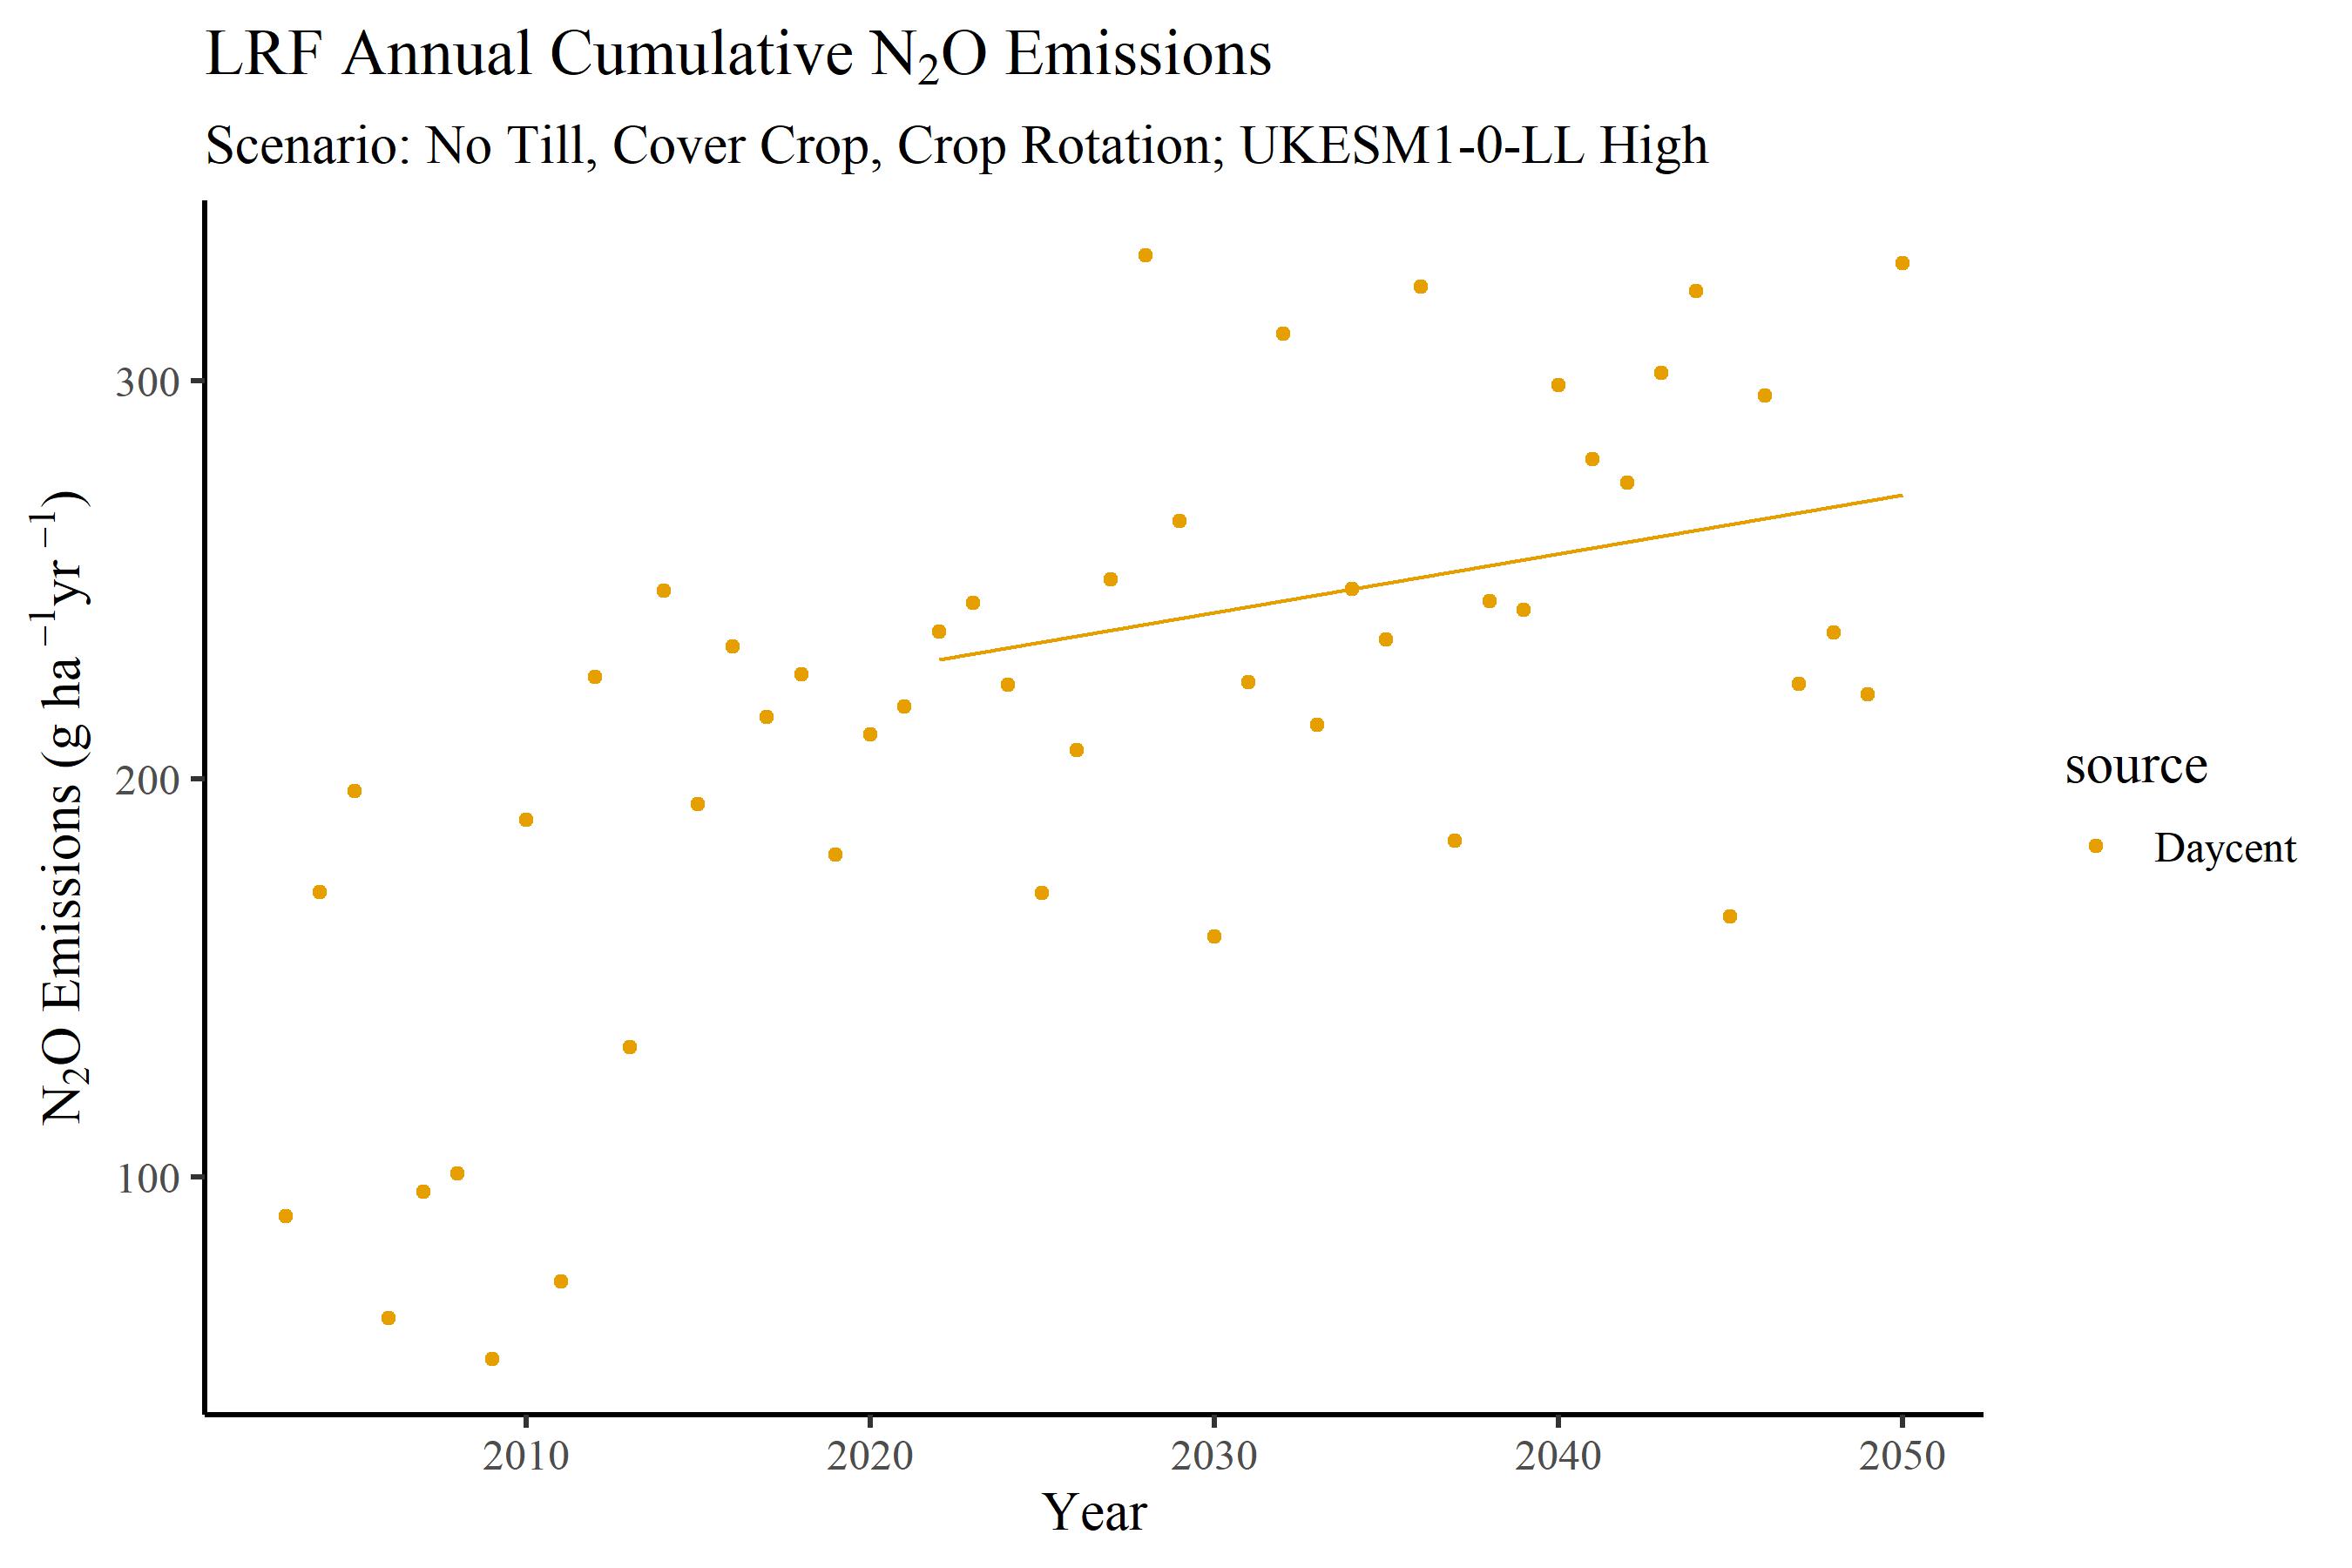 LRF Annual Cumulative N₂O Emissions
Scenario: No Till, Cover Crop, Crop Rotation; UKESM1-0-LL High
N₂O Emissions (g ha ⁻¹yr ⁻¹)
300
200
100
2010 2020 2030 2040 2050
Year
source
Daycent